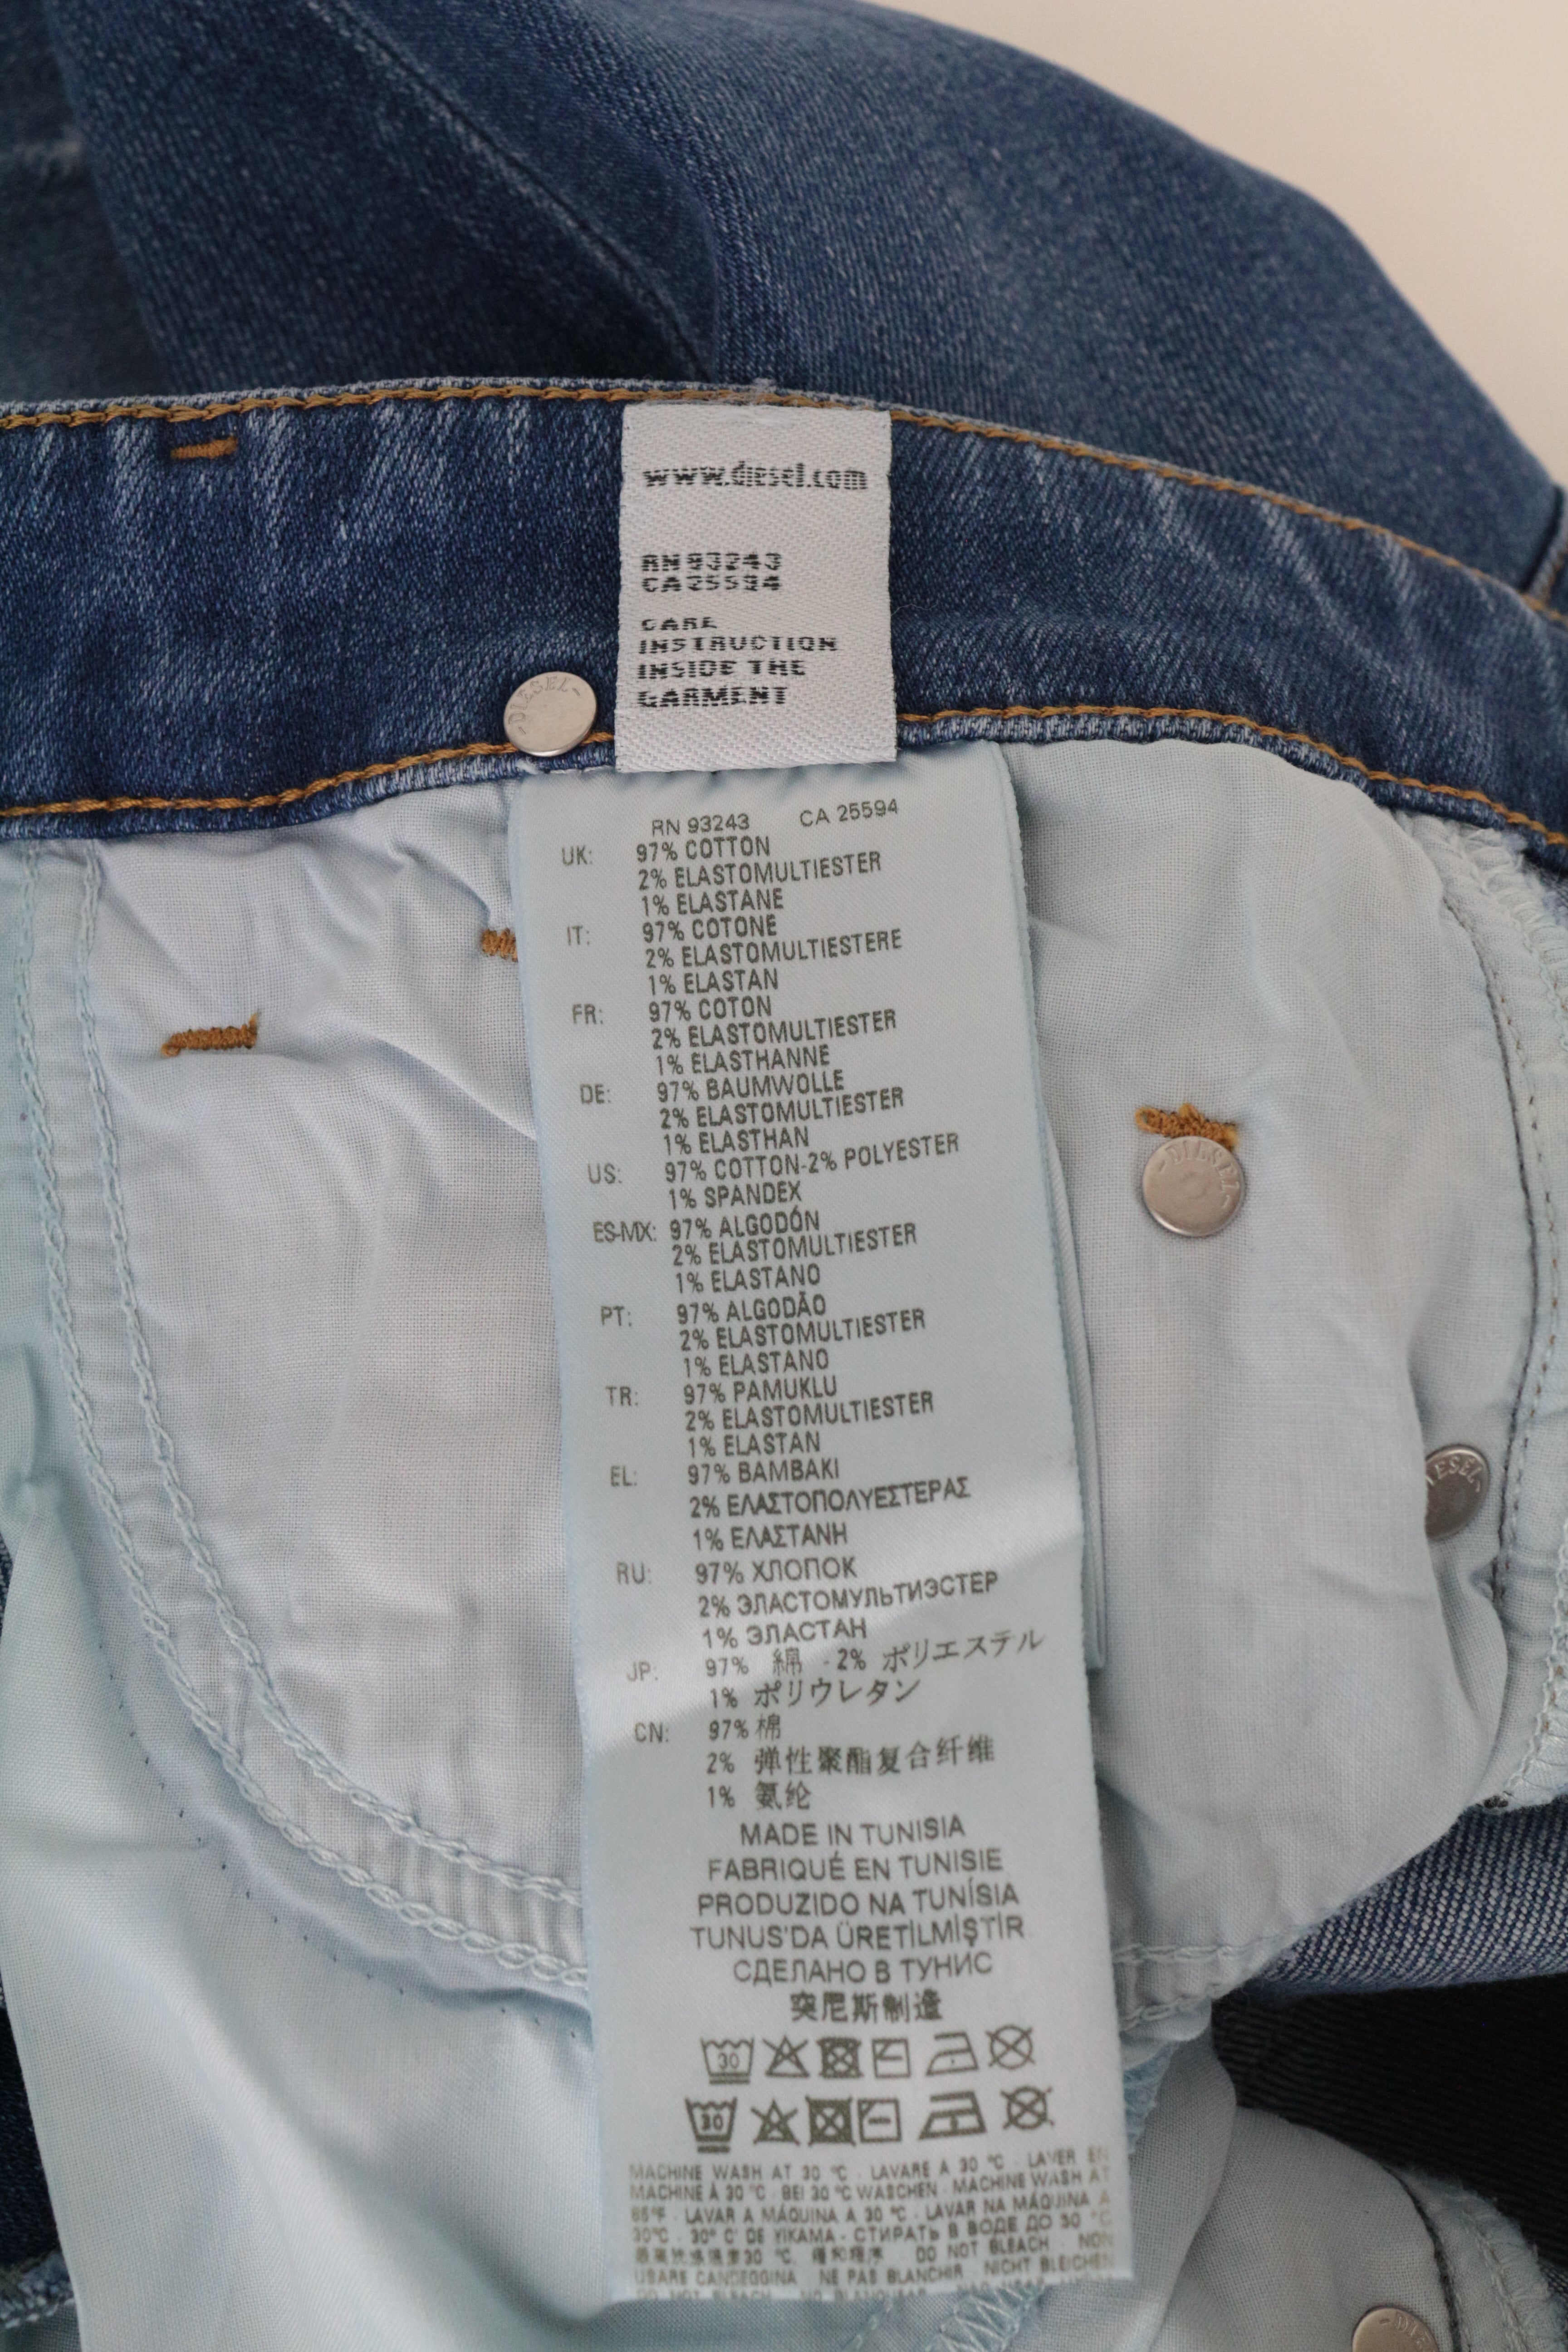 www.diesel.com
RN 93243
CA 25594
CARE
INSTRUCTION
INSIDE THE
GARMENT
-DIESEL-
RN 93243 CA 25594
UK: 97% COTTON
2% ELASTOMULTIESTER
1% ELASTANE
IT: 97% COTONE
2% ELASTOMULTIESTERE
1% ELASTAN
FR: 97% COTON
2% ELASTOMULTIESTER
1% ELASTHANNE
DE: 97% BAUMWOLLE
2% ELASTOMULTIESTER
1% ELASTHAN
US: 97% COTTON-2% POLYESTER
1% SPANDEX
ES-MX: 97% ALGODÓN
2% ELASTOMULTIESTER
1% ELASTANO
PT: 97% ALGODÃO
2% ELASTOMULTIESTER
1% ELASTANO
TR: 97% PAMUKLU
2% ELASTOMULTIESTER
1% ELASTAN
EL: 97% ΒΑΜΒΑΚΙ
2% ΕΛΑΣΤΟΠΟΛΥΕΣΤΕΡΑΣ
1% ΕΛΑΣΤΑΝΗ
RU: 97% ХЛОПОК
2% ЭЛАСТОМУЛЬТИЭСТЕР
1% ЭЛАСТАН
JP: 97% 綿 - 2% ポリエステル
1% ポリウレタン
CN: 97% 棉
2% 弹性聚酯复合纤维
1% 氨纶
MADE IN TUNISIA
FABRIQUÉ EN TUNISIE
PRODUZIDO NA TUNÍSIA
TUNUS'DA ÜRETİLMİŞTİR
СДЕЛАНО В ТУНИС
突尼斯制造
30
30
MACHINE WASH AT 30 °C - LAVARE A 30 °C - LAVER EN
MACHINE À 30 °C - BEI 30 °C WASCHEN - MACHINE WASH AT
85°F - LAVAR A MÁQUINA A 30 °C - LAVAR NA MÁQUINA A
30°C - 30° C' DE YIKAMA - СТИРАТЬ В ВОДЕ ДО 30 °C
30 °C, DO NOT BLEACH NON
USARE CANDEGGINA NE PAS BLANCHIR - NICHT BLEICHEN
DO NOT BLEACH
-DIESEL-
DIESEL